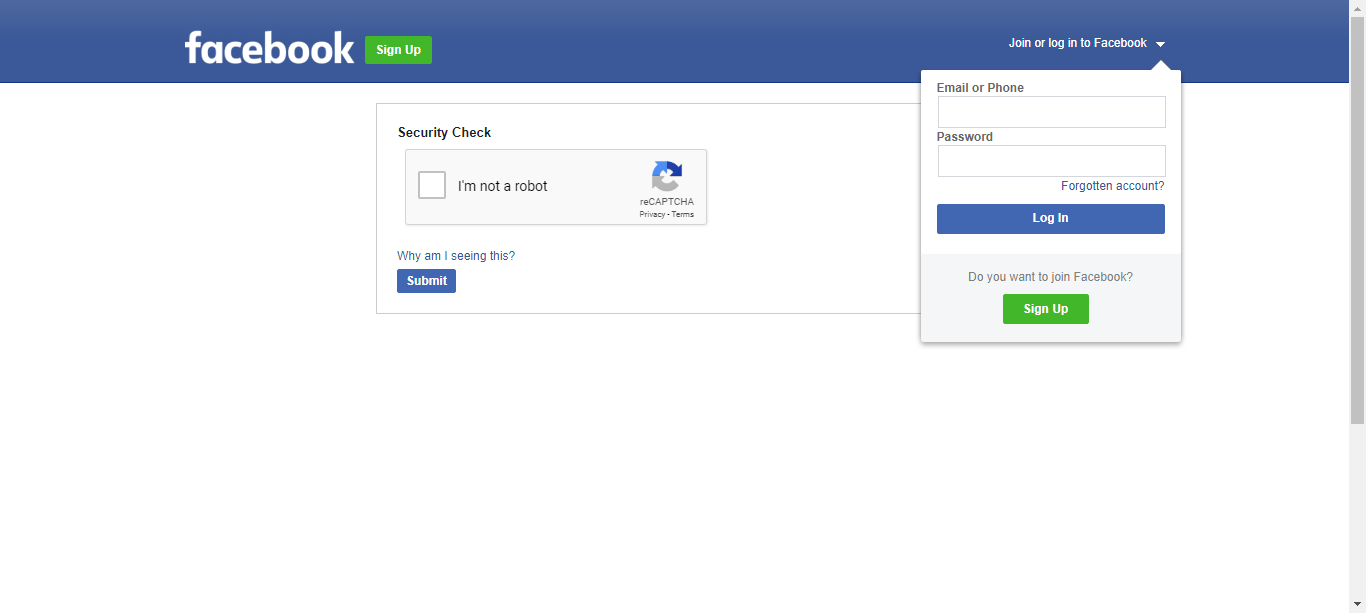 facebook
Sign Up
Join or log in to Facebook
Email or Phone
Password
Forgotten account?
Log In
Do you want to join Facebook?
Sign Up
Security Check
I'm not a robot
reCAPTCHA
Privacy - Terms
Why am I seeing this?
Submit